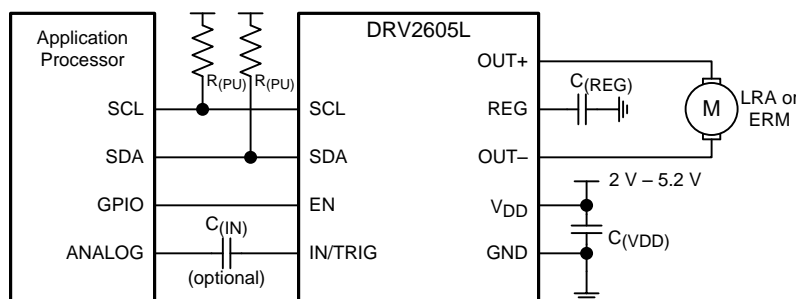 Application
Processor
SCL
SDA
GPIO
ANALOG
R(PU)
R(PU)
C(IN)
(optional)
DRV2605L
SCL
SDA
EN
IN/TRIG
OUT+
REG
OUT–
VDD
GND
C(REG)
M
LRA or
ERM
2 V – 5.2 V
C(VDD)